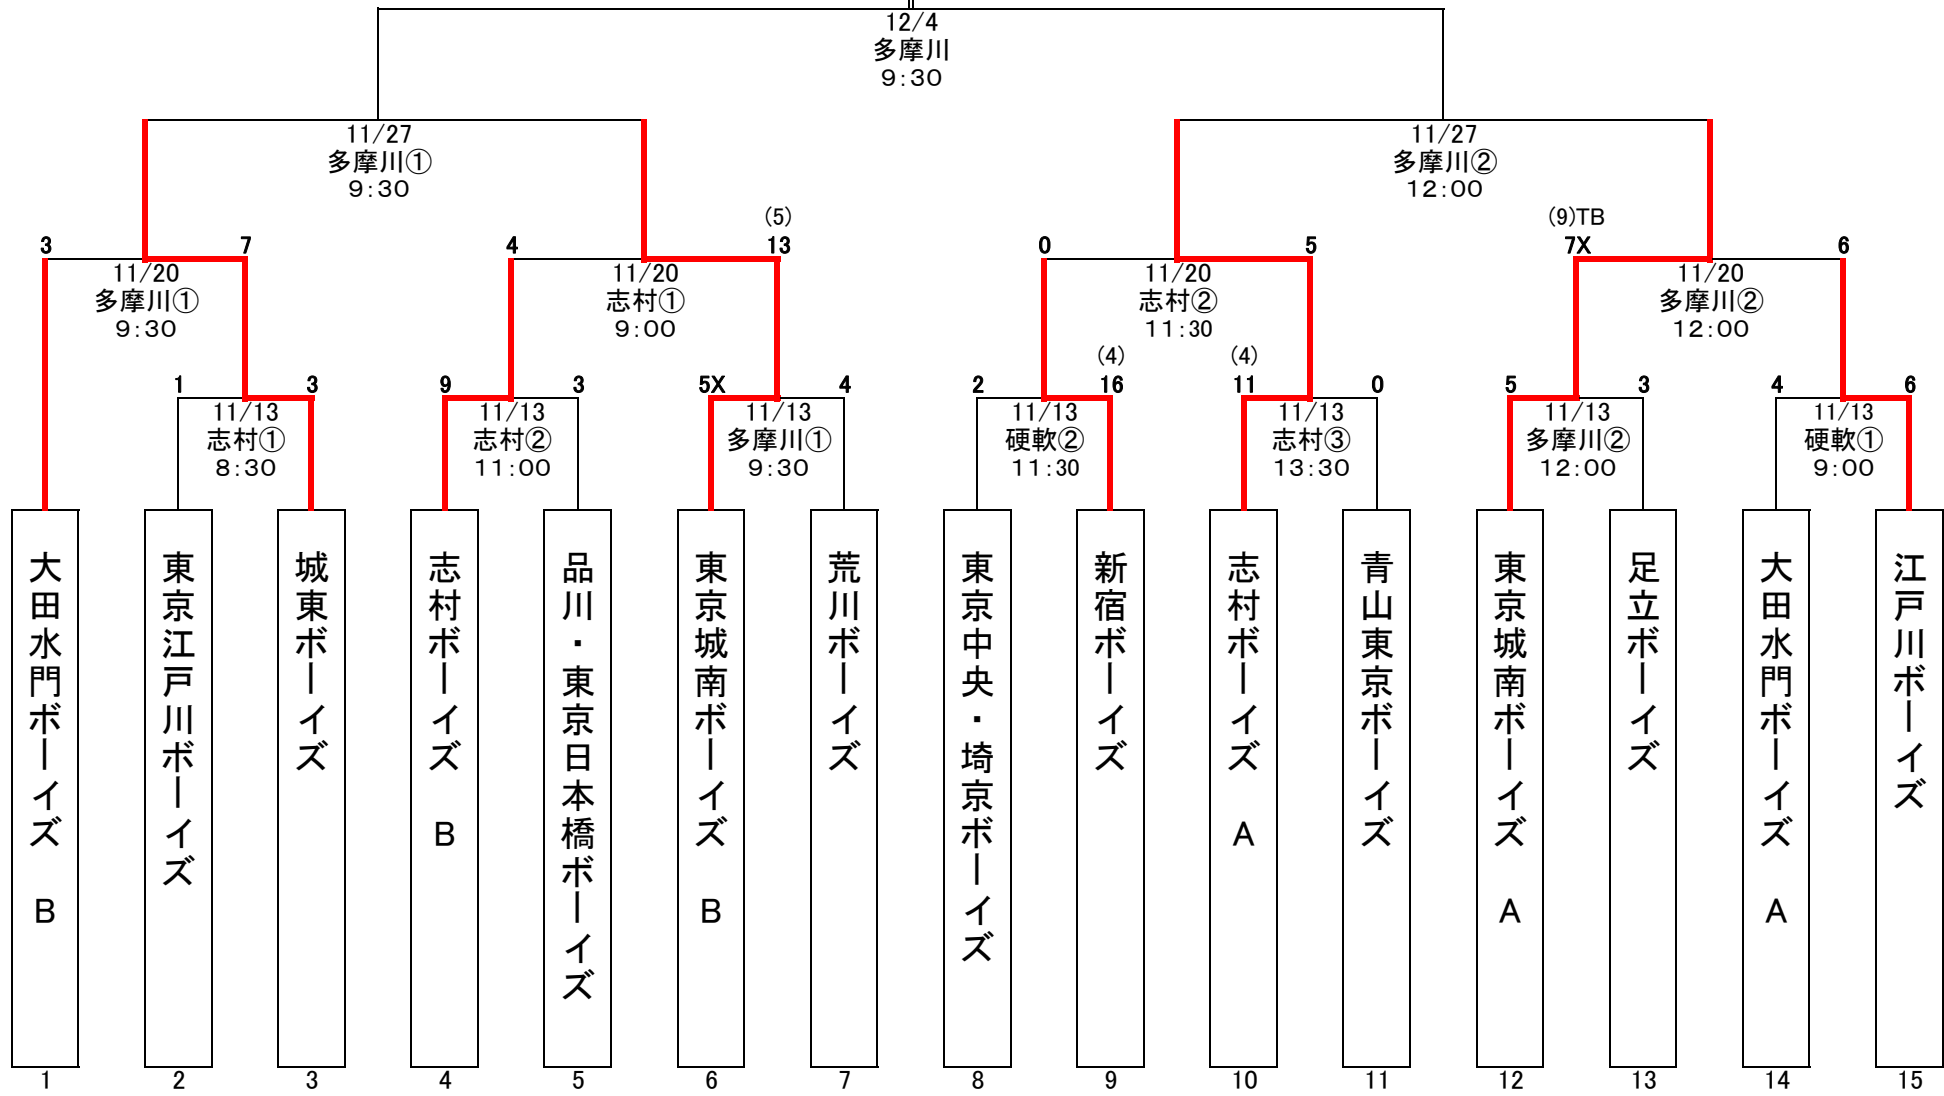 12/4
多摩川
9:30
11/27
多摩川①
9:30
11/27
多摩川②
12:00
(5)
(9)TB
3
7
4
13
0
5
7X
6
11/20
多摩川①
9:30
11/20
志村①
9:00
11/20
志村②
11:30
11/20
多摩川②
12:00
(4)
(4)
1
3
9
3
5X
4
2
16
11
0
5
3
4
6
11/13
志村①
8:30
11/13
志村②
11:00
11/13
多摩川①
9:30
11/13
硬軟②
11:30
11/13
志村③
13:30
11/13
多摩川②
12:00
11/13
硬軟①
9:00
大田水門ボーイズ B
東京江戸川ボーイズ
城東ボーイズ
志村ボーイズ B
品川・東京日本橋ボーイズ
東京城南ボーイズ B
荒川ボーイズ
東京中央・埼京ボーイズ
新宿ボーイズ
志村ボーイズ A
青山東京ボーイズ
東京城南ボーイズ A
足立ボーイズ
大田水門ボーイズ A
江戸川ボーイズ
1
2
3
4
5
6
7
8
9
10
11
12
13
14
15